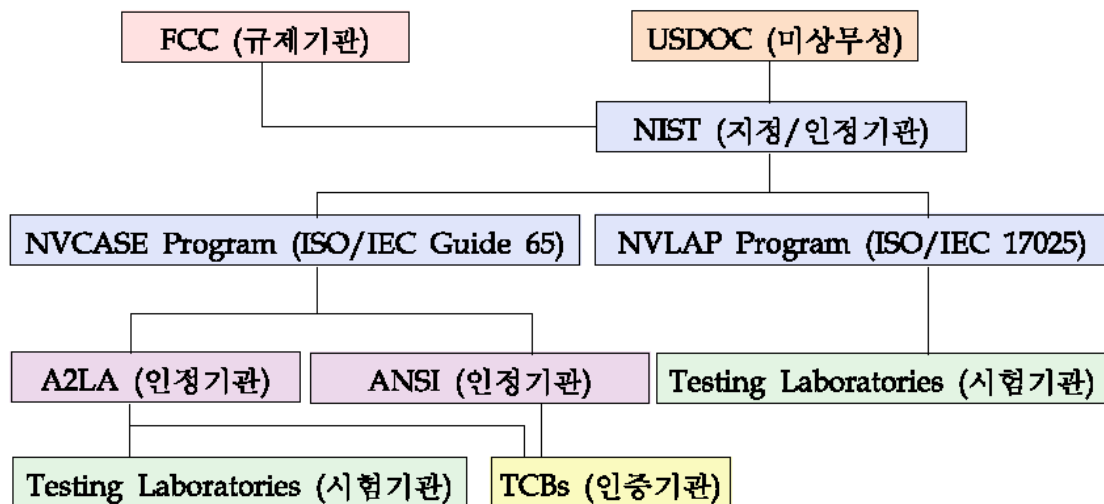 FCC (규제기관)
USDOC (미상무성)
NIST (지정/인정기관)
NVCASE Program (ISO/IEC Guide 65)
NVLAP Program (ISO/IEC 17025)
A2LA (인정기관)
ANSI (인정기관)
Testing Laboratories (시험기관)
Testing Laboratories (시험기관)
TCBs (인증기관)